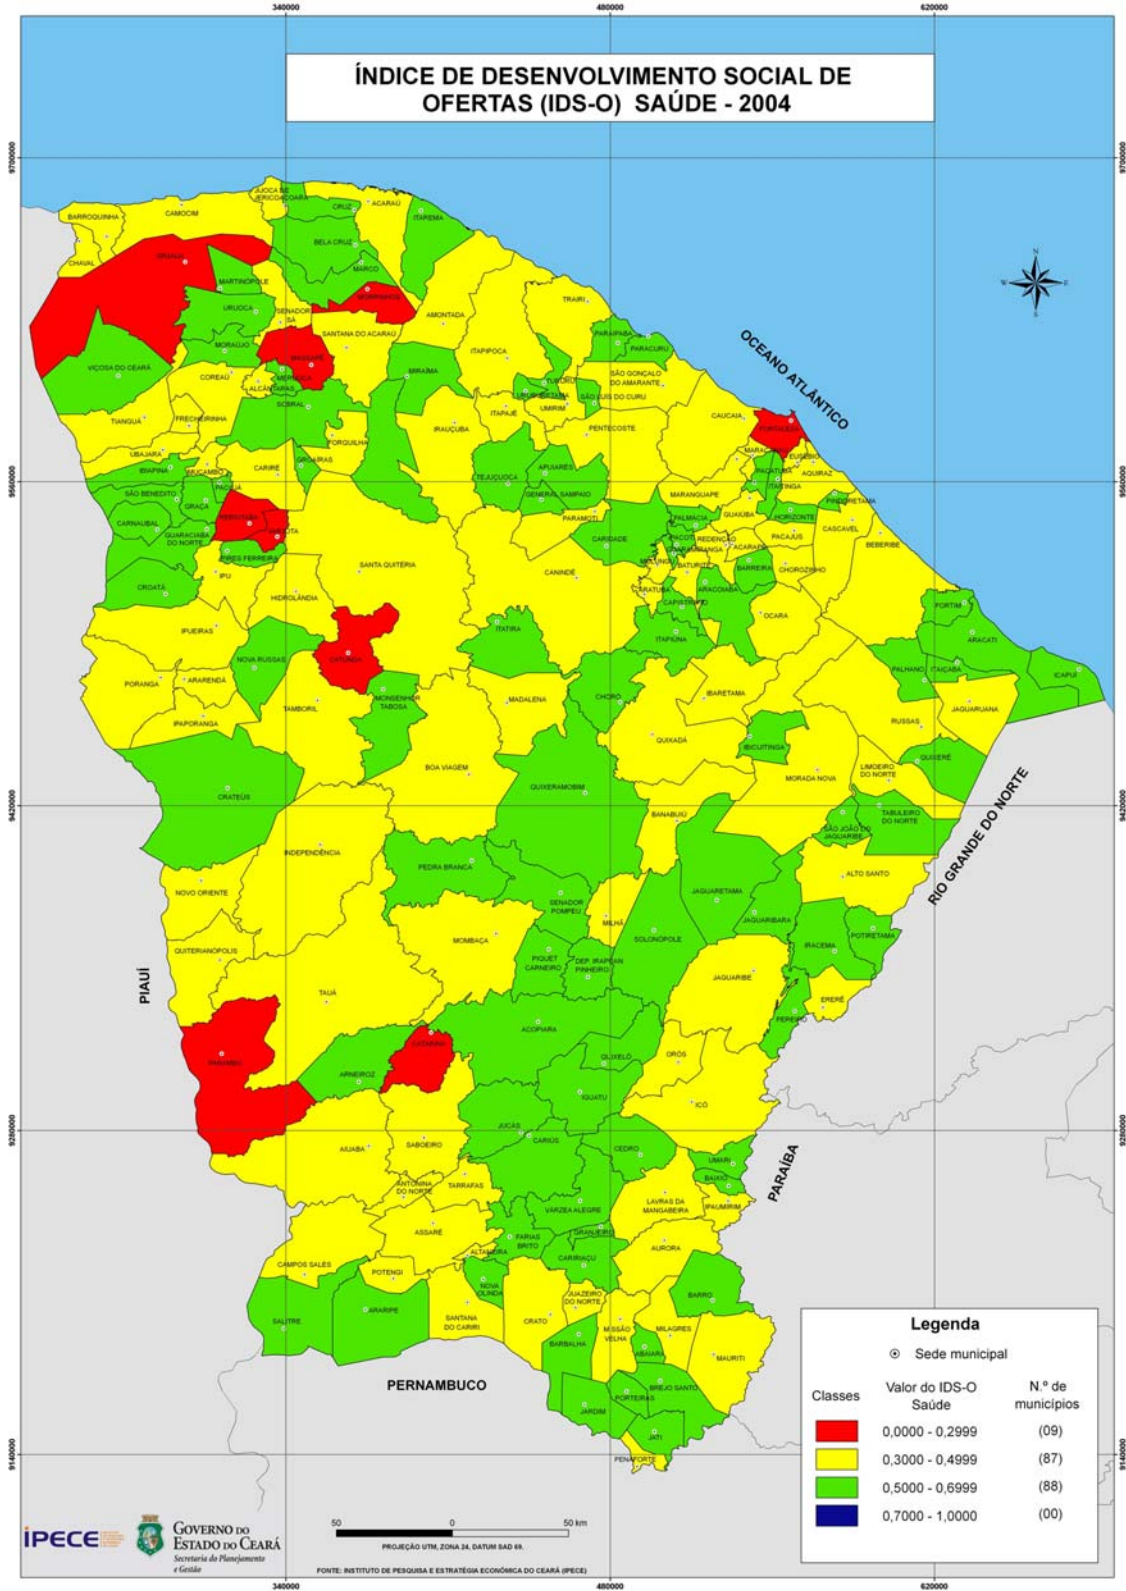 340000
480000
620000
ÍNDICE DE DESENVOLVIMENTO SOCIAL DE
OFERTAS (IDS-O) SAÚDE - 2004
9700000
9700000
JIJOCA DE
JERICOACOARA
CRUZ
ACARAÚ
BARROQUINHA
CAMOCIM
ITAREMA
BELA CRUZ
CHAVAL
GRANJA
MARCO
MARTINÓPOLE
MORRINHOS
TRAIRI
URUOCA
SENADOR
SÁ
AMONTADA
SANTANA DO ACARAÚ
PARAIPABA
PARACURU
OCEANO ATLÂNTICO
MORAÚJO
MASSAPÊ
ITAPIPOCA
VIÇOSA DO CEARÁ
COREAÚ
MERUOCA
MIRAÍMA
SÃO GONÇALO
DO AMARANTE
ALCÂNTARAS
TURURU
URUBURETAMA
SÃO LUIS DO CURU
SOBRAL
ITAPAJÉ
UMIRIM
TIANGUÁ
FRECHEIRINHA
IRAUÇUBA
PENTECOSTE
CAUCAIA
FORTALEZA
UBAJARA
FORQUILHA
MARACANAÚ
EUSÉBIO
IBIAPINA
MUCAMBO
CARIRÉ
GROAÍRAS
TEJUÇUOCA
APUIARÉS
PACATUBA
AQUIRAZ
PACUJÁ
ITAITINGA
9560000
9560000
SÃO BENEDITO
GRAÇA
GENERAL SAMPAIO
MARANGUAPE
PINDORETAMA
CARNAUBAL
RERIUTABA
VARJOTA
PARAMOTI
PALMÁCIA
GUAIÚBA
HORIZONTE
CASCAVEL
GUARACIABA
DO NORTE
CARIDADE
PACOTI
REDENÇÃO
PACAJUS
BEBERIBE
PIRES FERREIRA
GUARAMIRANGA
ACARAPE
MULUNGU
BATURITÉ
BARREIRA
CHOROZINHO
IPU
SANTA QUITÉRIA
CANINDÉ
ARATUBA
ARACOIABA
CROATÁ
HIDROLÂNDIA
CAPISTRANO
OCARA
FORTIM
IPUEIRAS
ITATIRA
ITAPIÚNA
ARACATI
NOVA RUSSAS
CATUNDA
PALHANO
ITAIÇABA
ICAPUÍ
PORANGA
ARARENDÁ
MONSENHOR
TABOSA
MADALENA
CHORÓ
IBARETAMA
TAMBORIL
JAGUARUANA
IPAPORANGA
RUSSAS
QUIXADÁ
IBICUITINGA
BOA VIAGEM
LIMOEIRO
DO NORTE
QUIXERÉ
MORADA NOVA
CRATEÚS
QUIXERAMOBIM
9420000
9420000
BANABUIÚ
TABULEIRO
DO NORTE
SÃO JOÃO DO
JAGUARIBE
INDEPENDÊNCIA
PEDRA BRANCA
ALTO SANTO
RIO GRANDE DO NORTE
NOVO ORIENTE
JAGUARETAMA
SENADOR
POMPEU
MILHÃ
JAGUARIBARA
POTIRETAMA
MOMBAÇA
SOLONÓPOLE
IRACEMA
QUITERIANÓPOLIS
PIQUET
CARNEIRO
DEP. IRAPUAN
PINHEIRO
JAGUARIBE
PIAUÍ
TAUÁ
ERERÊ
PEREIRO
ACOPIARA
CATARINA
PARAMBU
QUIXELÔ
ORÓS
ARNEIROZ
IGUATU
ICÓ
9280000
9280000
JUCÁS
CARIÚS
AIUABA
SABOEIRO
CEDRO
UMARI
PARAÍBA
BAIXIO
ANTONINA
DO NORTE
TARRAFAS
VÁRZEA ALEGRE
LAVRAS DA
MANGABEIRA
IPAUMIRIM
ASSARÉ
FARIAS
BRITO
GRANJEIRO
AURORA
ALTANEIRA
CARIRIAÇU
CAMPOS SALES
POTENGI
NOVA
OLINDA
JUAZEIRO
DO NORTE
BARRO
SALITRE
ARARIPE
SANTANA
DO CARIRI
CRATO
MISSÃO
VELHA
MILAGRES
BARBALHA
ABAIARA
MAURITI
PERNAMBUCO
BREJO SANTO
PORTEIRAS
JARDIM
JATI
PENAFORTE
9140000
9140000
Legenda
Sede municipal
Classes
Valor do IDS-O
Saúde
N.º de
municípios
0,0000 - 0,2999
(09)
0,3000 - 0,4999
(87)
0,5000 - 0,6999
(88)
0,7000 - 1,0000
(00)
N
W
E
S
IPECE
GOVERNO DO
ESTADO DO CEARÁ
Secretaria do Planejamento
e Gestão
50
0
50 km
PROJEÇÃO UTM, ZONA 24, DATUM SAD 69.
FONTE: INSTITUTO DE PESQUISA E ESTRATÉGIA ECONÔMICA DO CEARÁ (IPECE)
340000
480000
620000